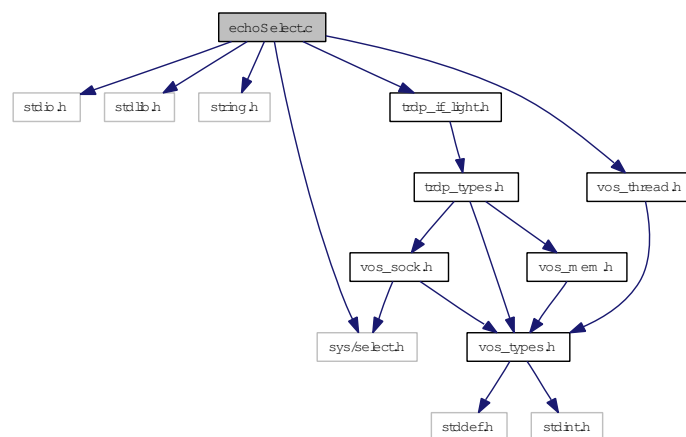 echoSelect.c
stdio.h
stdlib.h
string.h
trdp_if_light.h
trdp_types.h
vos_thread.h
vos_sock.h
vos_mem.h
sys/select.h
vos_types.h
stddef.h
stdint.h